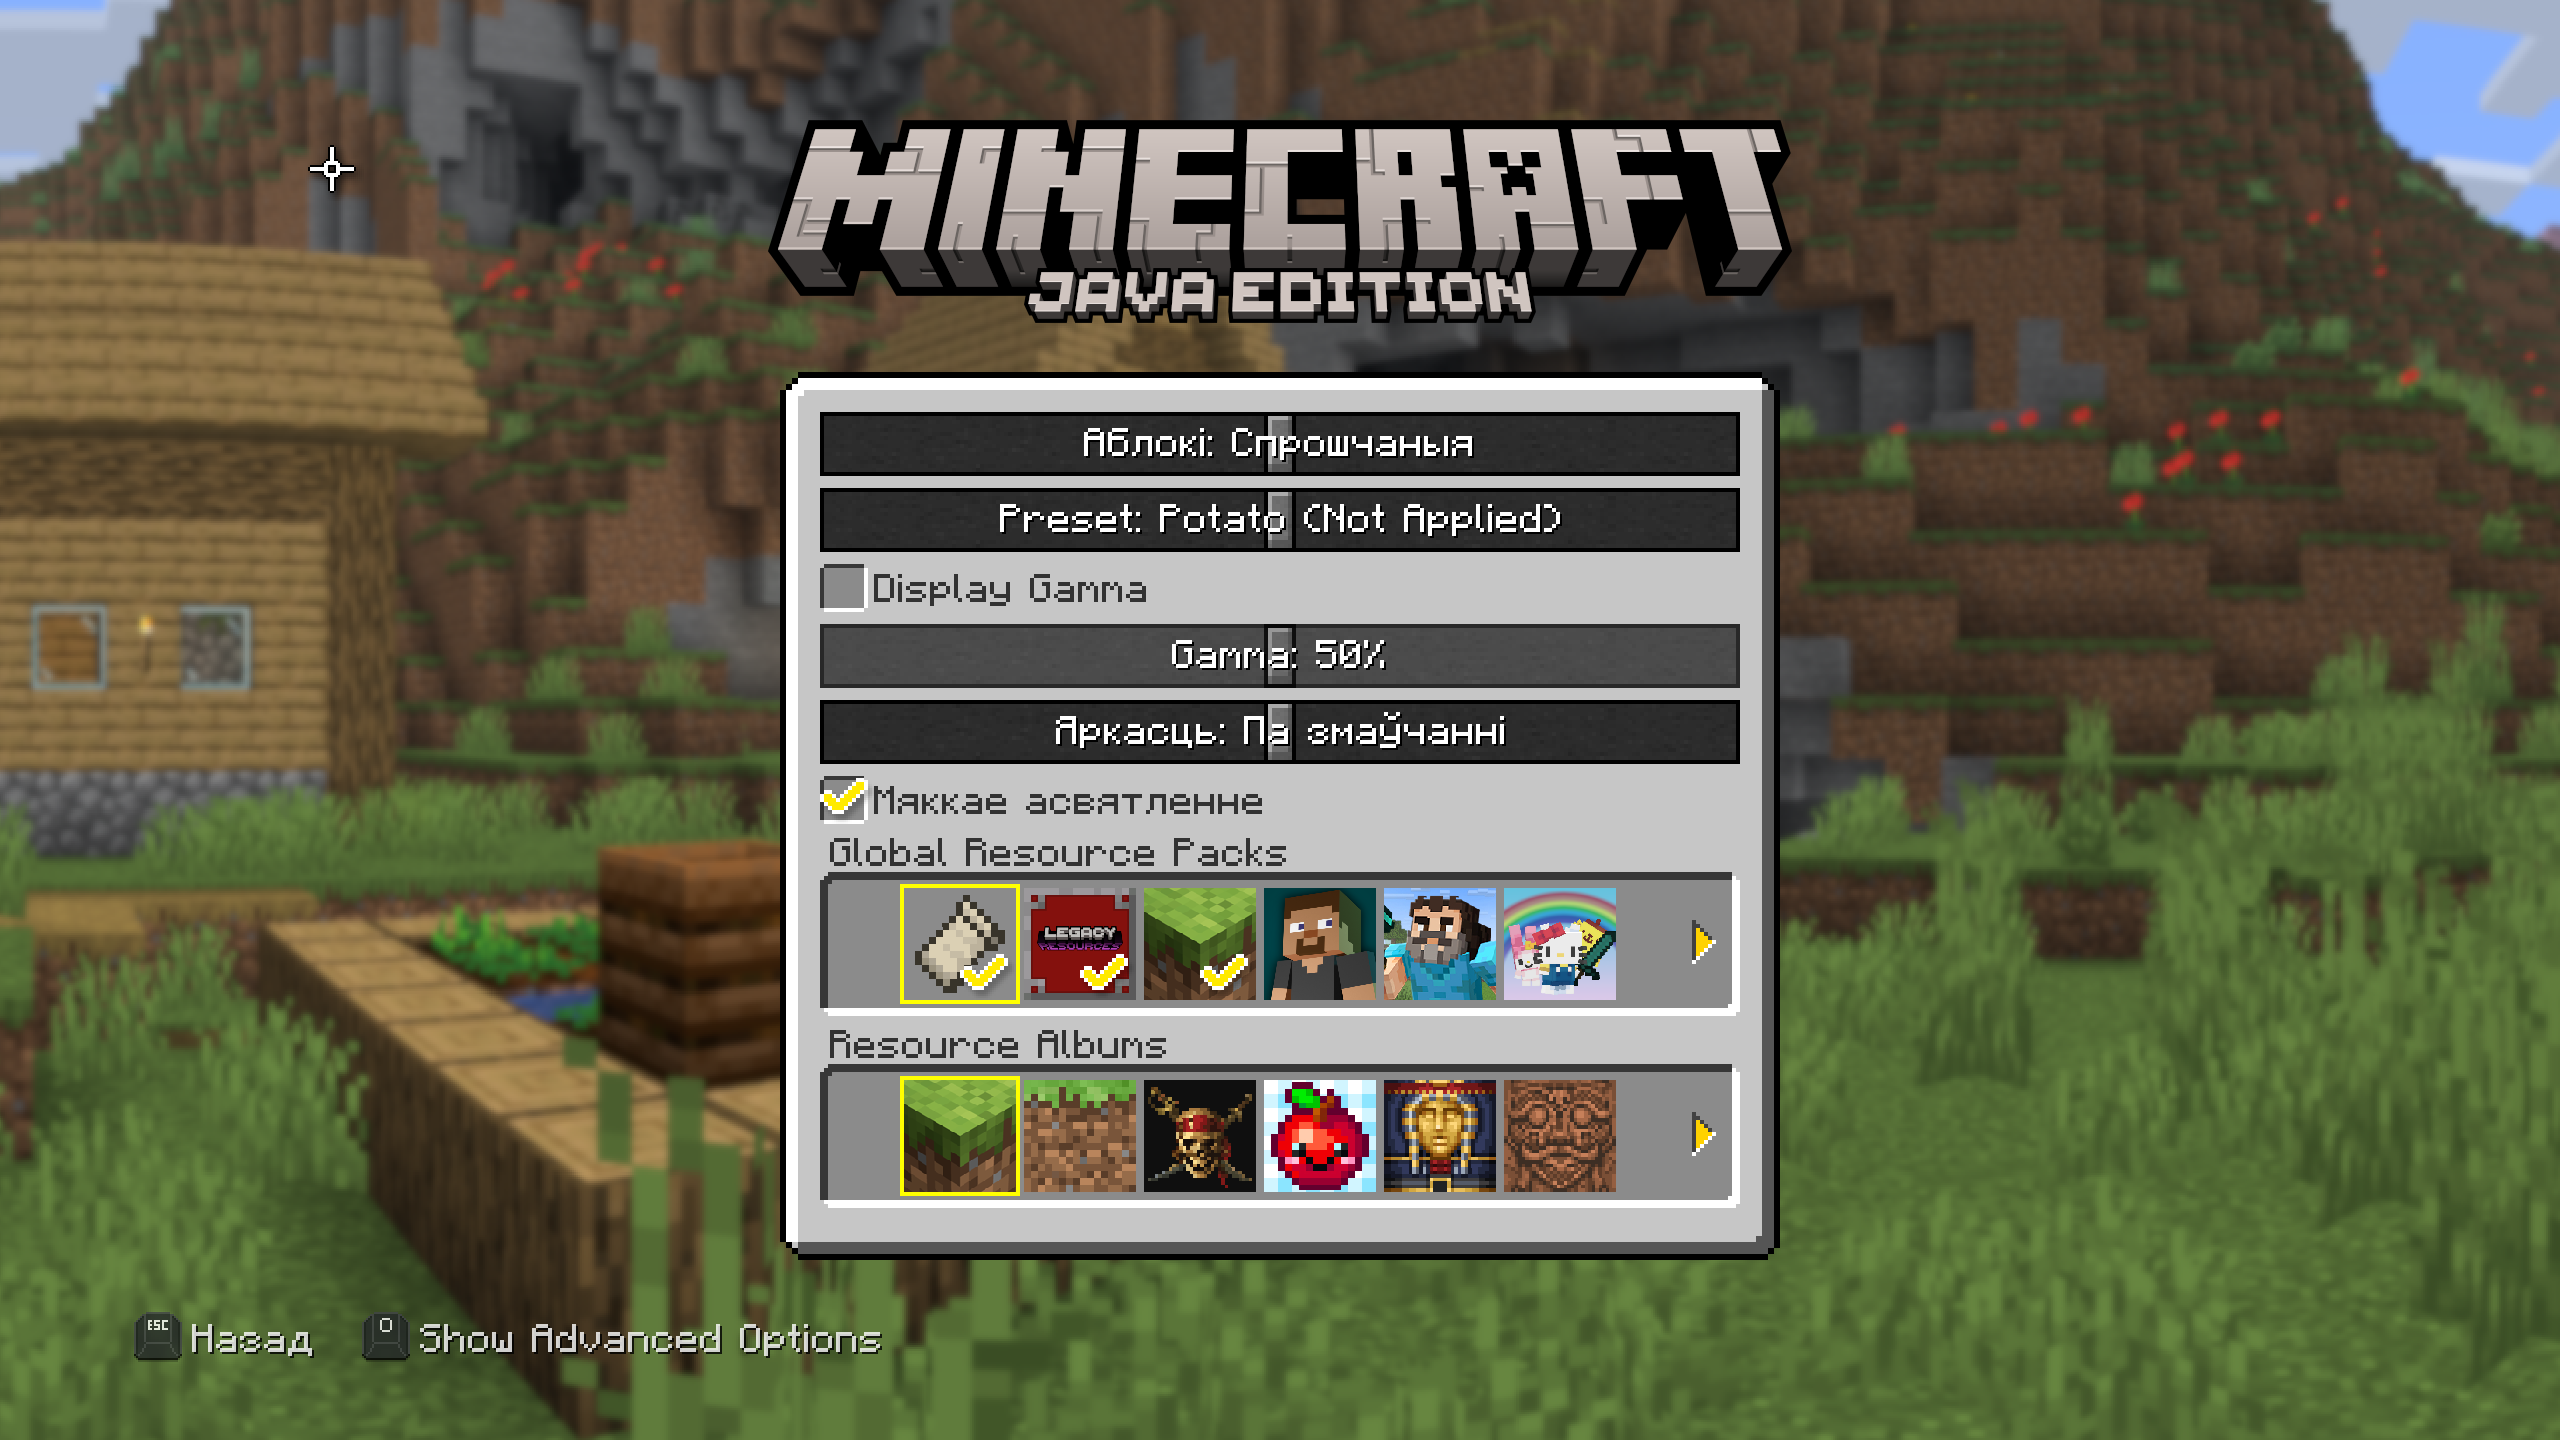 MINECRAFT
JAVA EDITION
Аблокі: Спрошчаныя
Preset: Potato (Not Applied)
Display Gamma
Gamma: 50%
Яркасць: Па змаўчанні
Мяккае асвятленне
Global Resource Packs
LEGACY
RESOURCES
Resource Albums
ESC Назад O Show Advanced Options